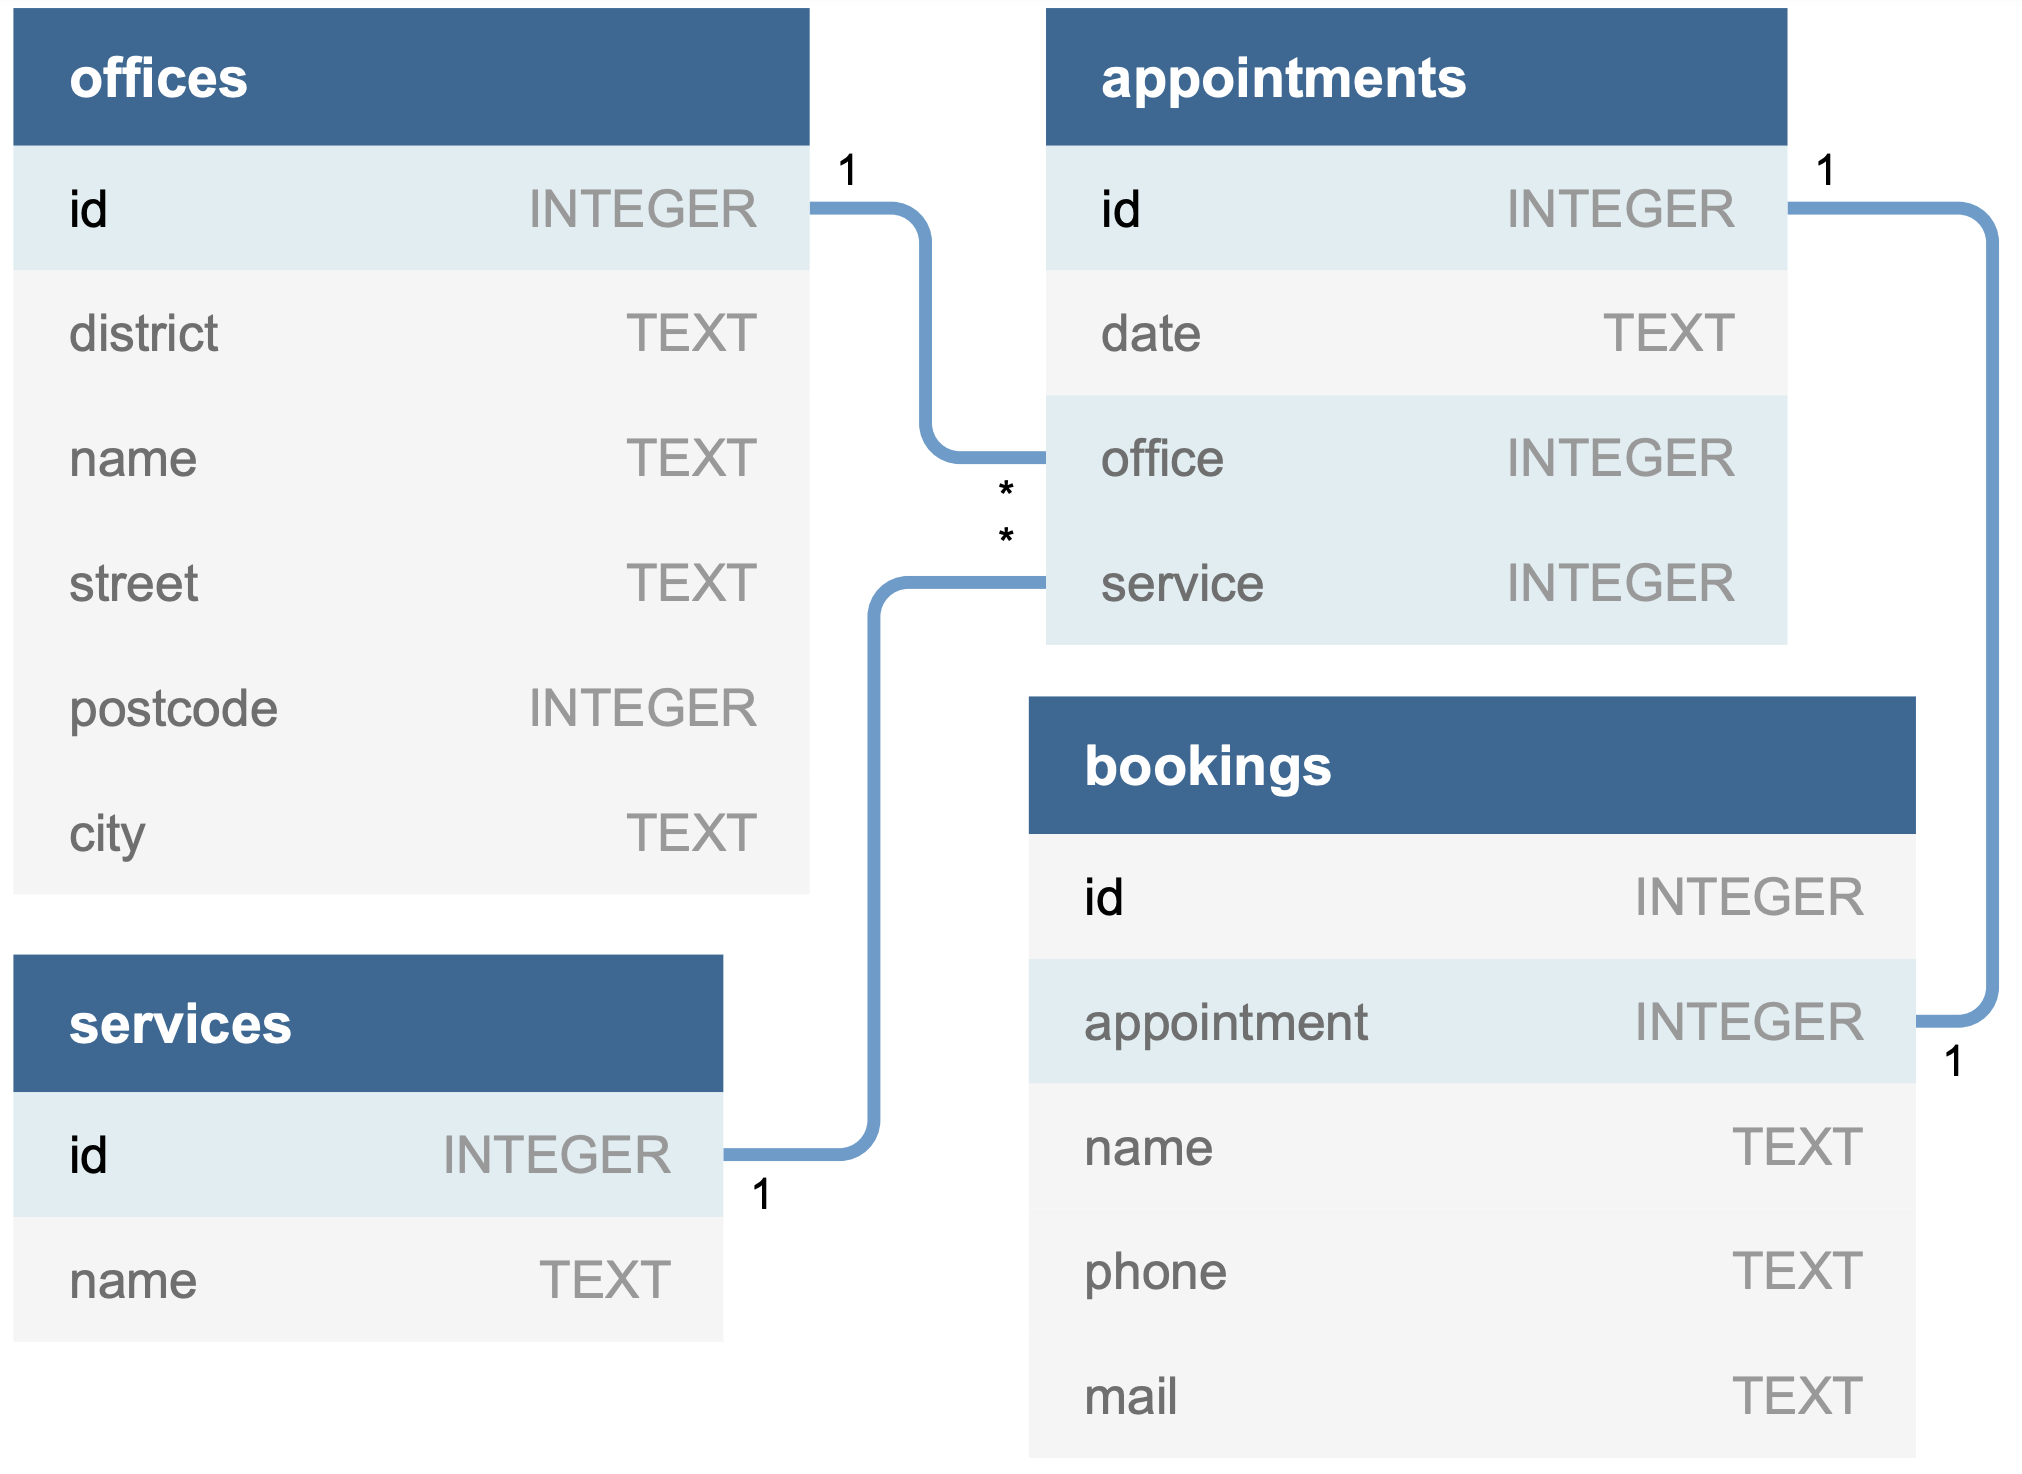 offices
id INTEGER
district TEXT
name TEXT
street TEXT
postcode INTEGER
city TEXT
1
*
appointments
id INTEGER
date TEXT
office INTEGER
service INTEGER
1
*
services
id INTEGER
name TEXT
1
bookings
id INTEGER
appointment INTEGER
name TEXT
phone TEXT
mail TEXT
1